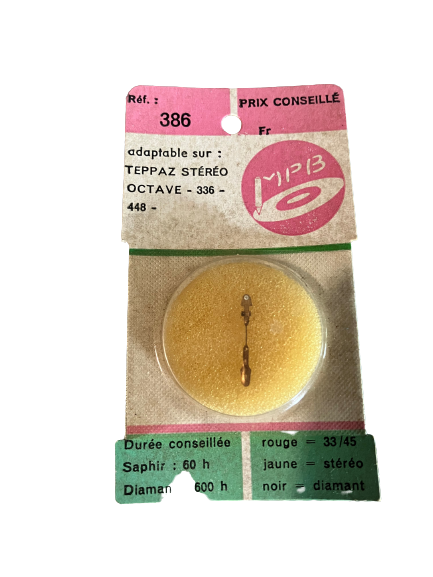 Réf. :
386
PRIX CONSEILLÉ
Fr
adaptable sur :
TEPPAZ STÉRÉO
OCTAVE - 336 -
448 -
MPB
Durée conseillée
Saphir : 60 h
Diaman 600 h
rouge = 33/45
jaune = stéréo
noir = diamant